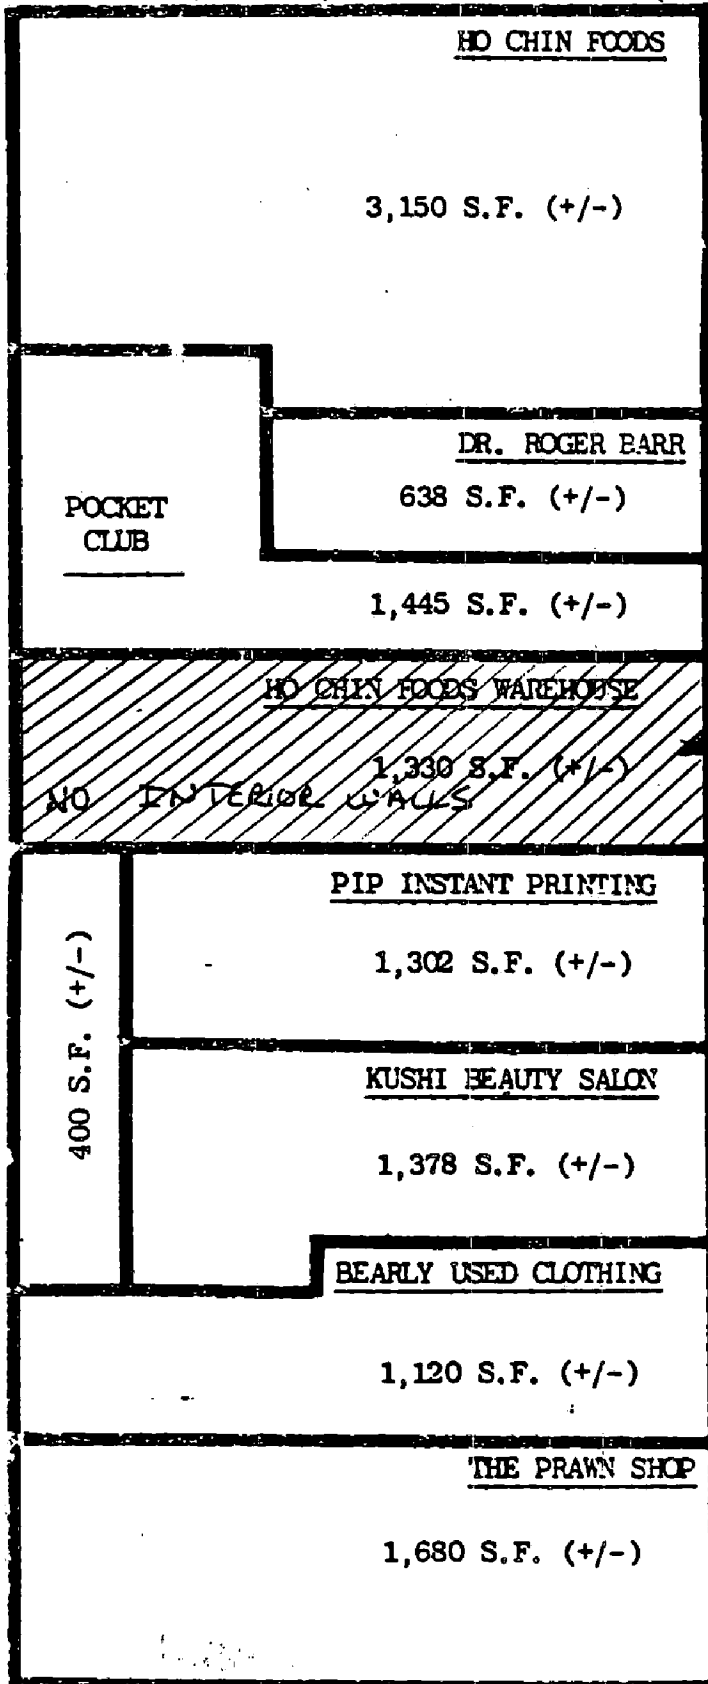 HO CHIN FOODS
3,150 S.F. (+/-)
DR. ROGER BARR
638 S.F. (+/-)
POCKET
CLUB
1,445 S.F. (+/-)
HO CHIN FOODS WAREHOUSE
1,330 S.F. (+/-)
NO INTERIOR WALLS
PIP INSTANT PRINTING
1,302 S.F. (+/-)
400 S.F. (+/-)
KUSHI BEAUTY SALON
1,378 S.F. (+/-)
BEARLY USED CLOTHING
1,120 S.F. (+/-)
THE PRAWN SHOP
1,680 S.F. (+/-)